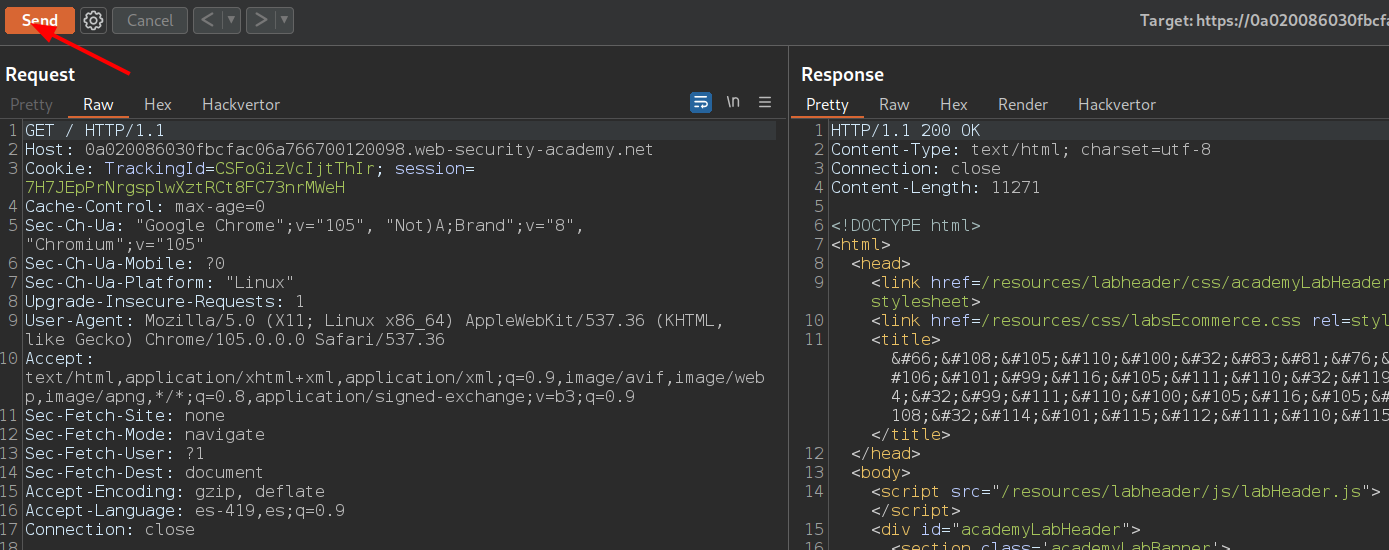 Send
Cancel
<
>
Target: https://0a020086030fbcfa
Request
Pretty Raw Hex Hackvertor
\n
1 GET / HTTP/1.1
2 Host: 0a020086030fbcfac06a766700120098.web-security-academy.net
3 Cookie: TrackingId=CSFoGizVcIjtThIr; session=
7H7JEpPrNrgsplwXztRCt8FC73nrMWeH
4 Cache-Control: max-age=0
5 Sec-Ch-Ua: "Google Chrome";v="105", "Not)A;Brand";v="8",
"Chromium";v="105"
6 Sec-Ch-Ua-Mobile: ?0
7 Sec-Ch-Ua-Platform: "Linux"
8 Upgrade-Insecure-Requests: 1
9 User-Agent: Mozilla/5.0 (X11; Linux x86_64) AppleWebKit/537.36 (KHTML,
like Gecko) Chrome/105.0.0.0 Safari/537.36
10 Accept:
text/html,application/xhtml+xml,application/xml;q=0.9,image/avif,image/web
p,image/apng,*/*;q=0.8,application/signed-exchange;v=b3;q=0.9
11 Sec-Fetch-Site: none
12 Sec-Fetch-Mode: navigate
13 Sec-Fetch-User: ?1
14 Sec-Fetch-Dest: document
15 Accept-Encoding: gzip, deflate
16 Accept-Language: es-419,es;q=0.9
17 Connection: close
18
Response
Pretty Raw Hex Render Hackvertor
1 HTTP/1.1 200 OK
2 Content-Type: text/html; charset=utf-8
3 Connection: close
4 Content-Length: 11271
5
6 <!DOCTYPE html>
7 <html>
8 <head>
9 <link href=/resources/labheader/css/academyLabHeader
stylesheet>
10 <link href=/resources/css/labsEcommerce.css rel=styl
11 <title>
&#66;&#108;&#105;&#110;&#100;&#32;&#83;&#81;&#76;&
#106;&#101;&#99;&#116;&#105;&#111;&#110;&#32;&#119
4;&#32;&#99;&#111;&#110;&#100;&#105;&#116;&#105;&#
108;&#32;&#114;&#101;&#115;&#112;&#111;&#110;&#115
</title>
12 </head>
13 <body>
14 <script src="/resources/labheader/js/labHeader.js">
</script>
15 <div id="academyLabHeader">
16 <section class='academyLabBanner'>